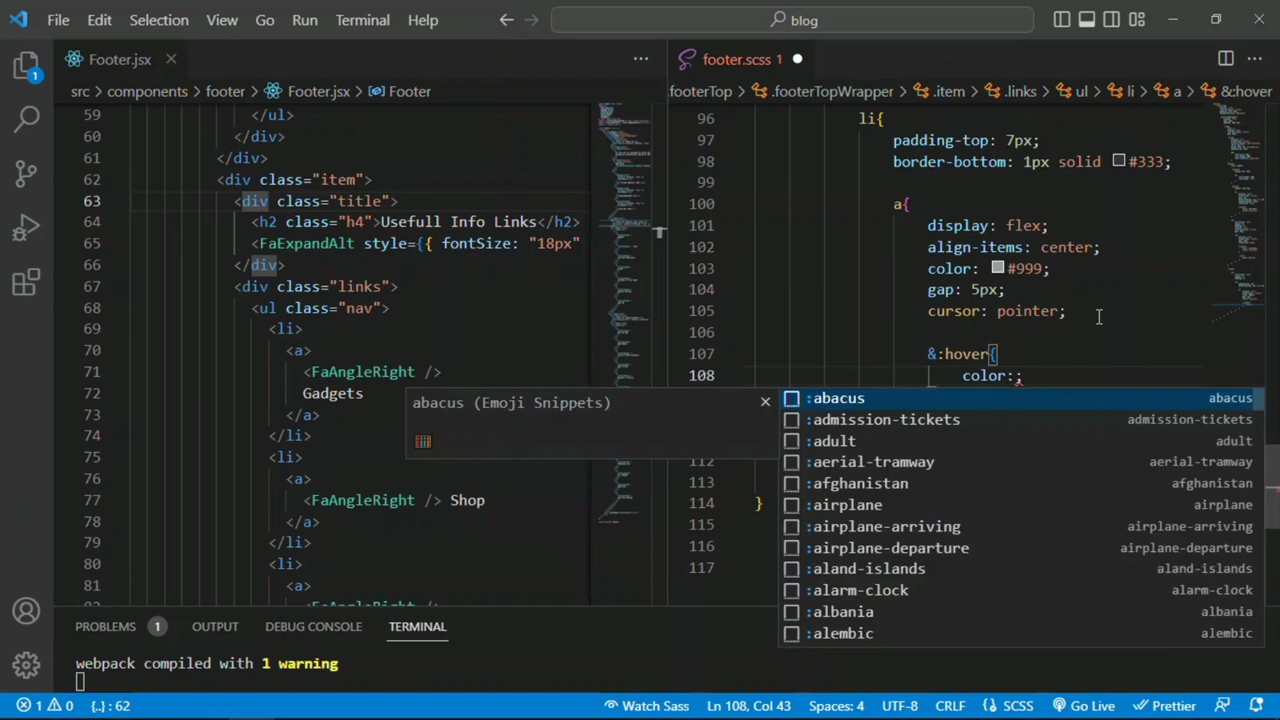 File Edit Selection View Go Run Terminal Help blog
Footer.jsx
footer.scss 1
src > components > footer > Footer.jsx > Footer
footerTop > .footerTopWrapper > .item > .links > ul > li > a > &:hover
59 </ul>
60 </div>
61 </div>
62 <div class="item">
63 <div class="title">
64 <h2 class="h4">Usefull Info Links</h2>
65 <FaExpandAlt style={{ fontSize: "18px"
66 </div>
67 <div class="links">
68 <ul class="nav">
69 <li>
70 <a>
71 <FaAngleRight />
72 Gadgets
73 </a>
74 </li>
75 <li>
76 <a>
77 <FaAngleRight /> Shop
78 </a>
79 </li>
80 <li>
81 <a>
96 li{
97 padding-top: 7px;
98 border-bottom: 1px solid #333;
99
100 a{
101 display: flex;
102 align-items: center;
103 color: #999;
104 gap: 5px;
105 cursor: pointer;
106
107 &:hover{
108 color:;
112
113
114 }
115
116
117
abacus (Emoji Snippets)
:abacus abacus
:admission-tickets admission-tickets
:adult adult
:aerial-tramway aerial-tramway
:afghanistan afghanistan
:airplane airplane
:airplane-arriving airplane-arriving
:airplane-departure airplane-departure
:aland-islands aland-islands
:alarm-clock alarm-clock
:albania albania
:alembic alembic
1
PROBLEMS 1 OUTPUT DEBUG CONSOLE TERMINAL
webpack compiled with 1 warning
1 0 {..} : 62 Watch Sass Ln 108, Col 43 Spaces: 4 UTF-8 CRLF SCSS Go Live Prettier